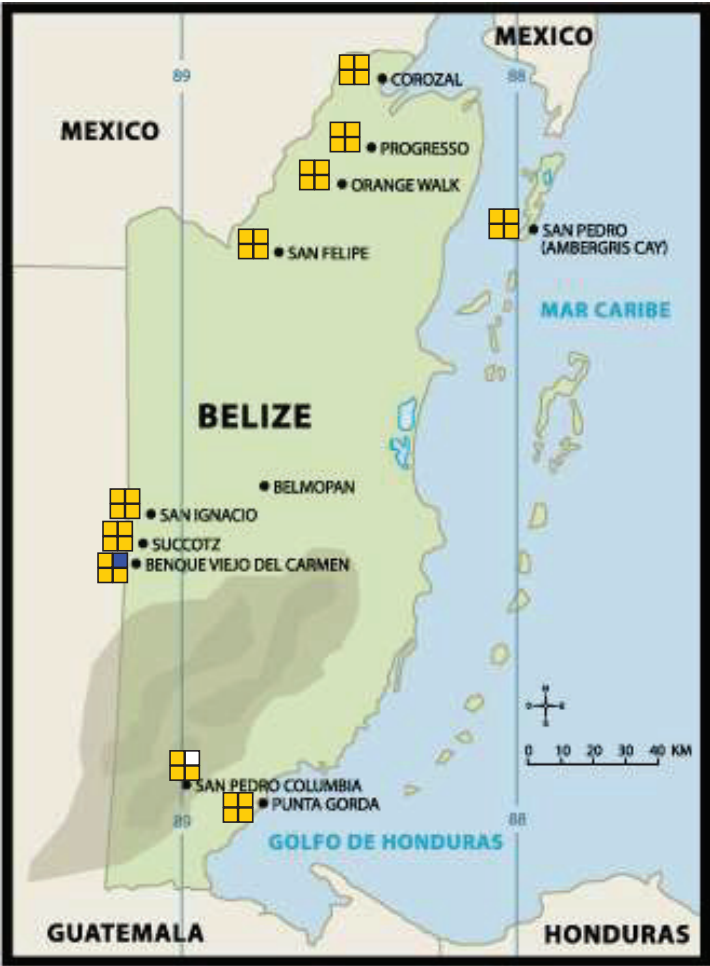 MEXICO
89
88
COROZAL
MEXICO
PROGRESSO
ORANGE WALK
SAN PEDRO
(AMBERGRIS CAY)
SAN FELIPE
MAR CARIBE
BELIZE
BELMOPAN
SAN IGNACIO
SUCCOTZ
BENQUE VIEJO DEL CARMEN
N
O E
S
0 10 20 30 40 KM
SAN PEDRO COLUMBIA
PUNTA GORDA
89
88
GOLFO DE HONDURAS
GUATEMALA
HONDURAS